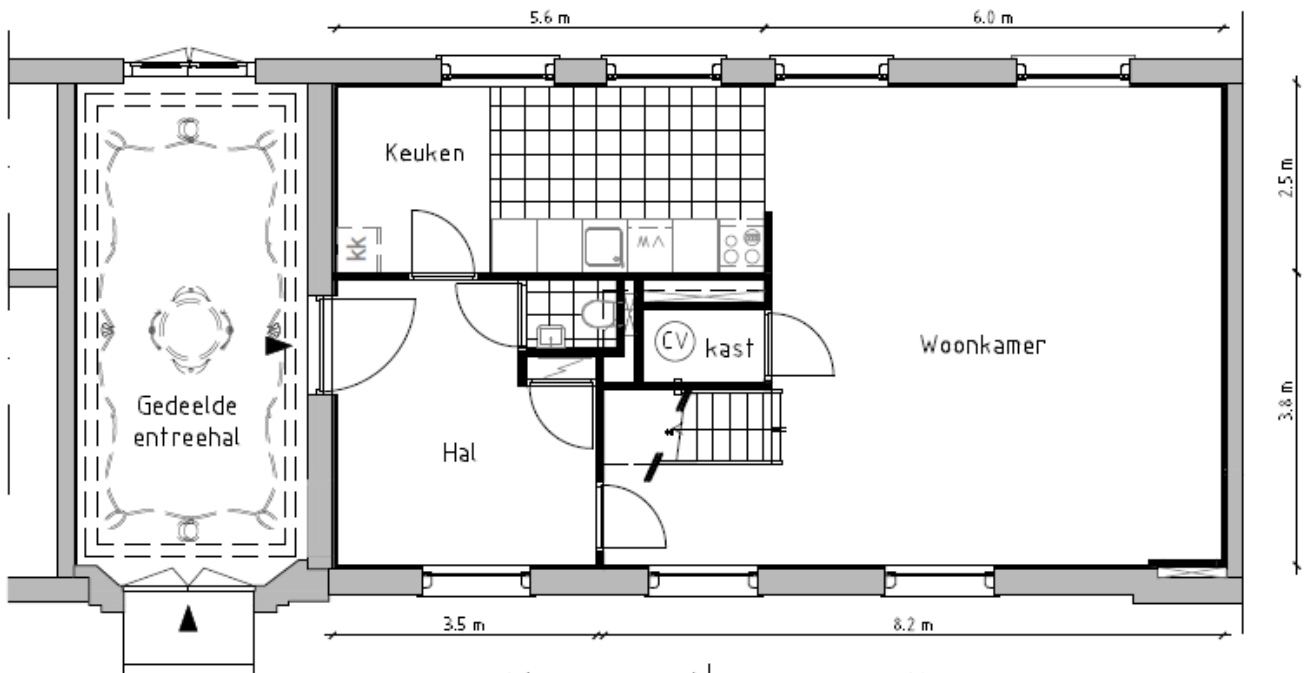 5.6 m
6.0 m
Keuken
2.5 m
kk
VW
CV
kast
Woonkamer
3.8 m
Gedeelde
entreehal
Hal
3.5 m
8.2 m